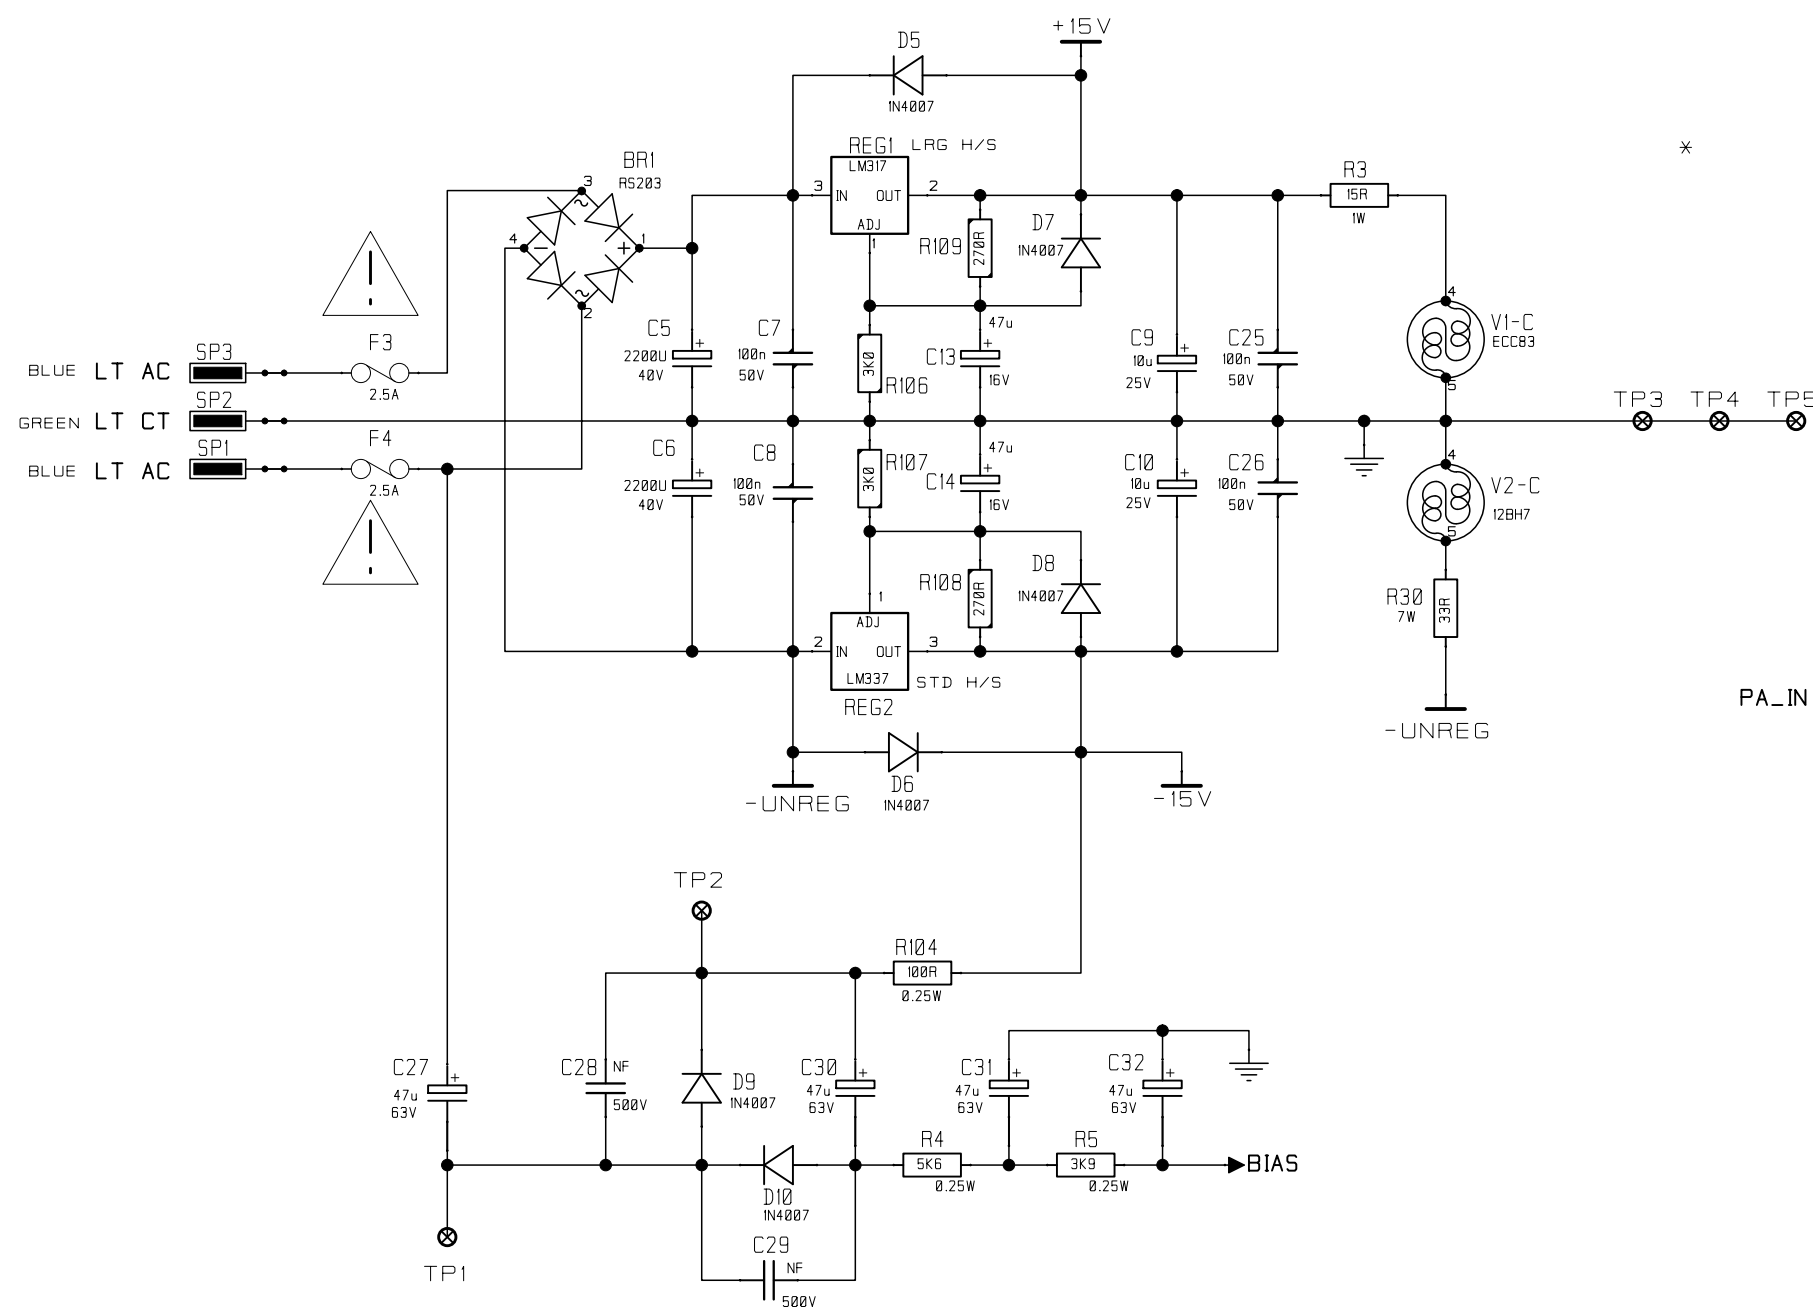 +15V
D5
1N4007
REG1 LRG H/S
LM317
3 IN OUT 2
ADJ
1
BR1
RS203
3
4 - + 1
2
R3
15R
1W
*
R109
270R
D7
1N4007
C5
+
2200U
40V
C7
100n
50V
3K0
R106
47u
C13
+
16V
C9
+
10u
25V
C25
100n
50V
4
V1-C
ECC83
5
F3
2.5A
BLUE LT AC SP3
GREEN LT CT SP2
BLUE LT AC SP1
F4
2.5A
TP3 TP4 TP5
C6
+
2200U
40V
C8
100n
50V
R107
3K0
47u
C14
+
16V
C10
+
10u
25V
C26
100n
50V
4
V2-C
12BH7
5
R108
270R
D8
1N4007
R30
7W
33R
1
ADJ
2 IN OUT 3
LM337
REG2
STD H/S
-UNREG
PA_IN
D6
1N4007
-UNREG
-15V
TP2
R104
100R
0.25W
C27
+
47u
63V
C28 NF
500V
D9
1N4007
C30
+
47u
63V
C31
+
47u
63V
C32
+
47u
63V
D10
1N4007
R4
5K6
0.25W
R5
3K9
0.25W
BIAS
C29
NF
500V
TP1